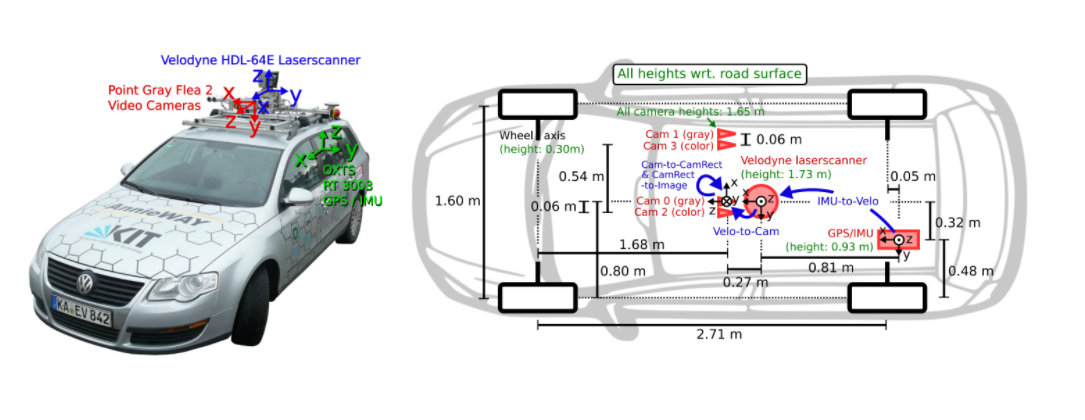 Velodyne HDL-64E Laserscanner
Point Gray Flea 2
Video Cameras
z
y
x
x
z
y
z
x
y
OXTS
RT 3003
GPS / IMU
AnnieWAY
KIT
KA EV 842
All heights wrt. road surface
All camera heights: 1.65 m
Wheel axis
(height: 0.30m)
Cam 1 (gray)
Cam 3 (color)
0.06 m
Velodyne laserscanner
(height: 1.73 m)
Cam-to-CamRect
& CamRect
-to-Image
x
0.54 m
0.05 m
1.60 m
0.06 m
Cam 0 (gray)
Cam 2 (color)
y
z
x
z
y
IMU-to-Velo
Velo-to-Cam
0.32 m
GPS/IMU
(height: 0.93 m)
x
z
y
1.68 m
0.80 m
0.81 m
0.48 m
0.27 m
2.71 m